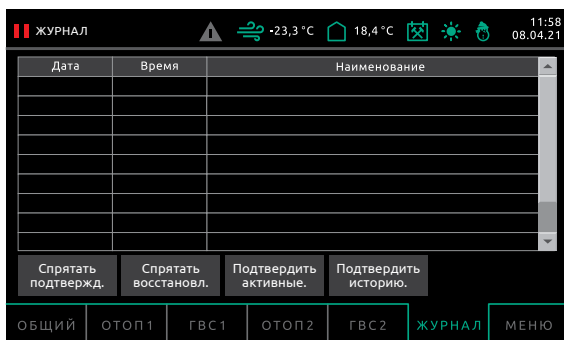 ЖУРНАЛ -23,3 °C 18,4 °C 11:58
08.04.21
Дата Время Наименование
Спрятать подтвержд. Спрятать восстановл. Подтвердить активные. Подтвердить историю.
ОБЩИЙ ОТОП1 ГВС1 ОТОП2 ГВС2 ЖУРНАЛ МЕНЮ